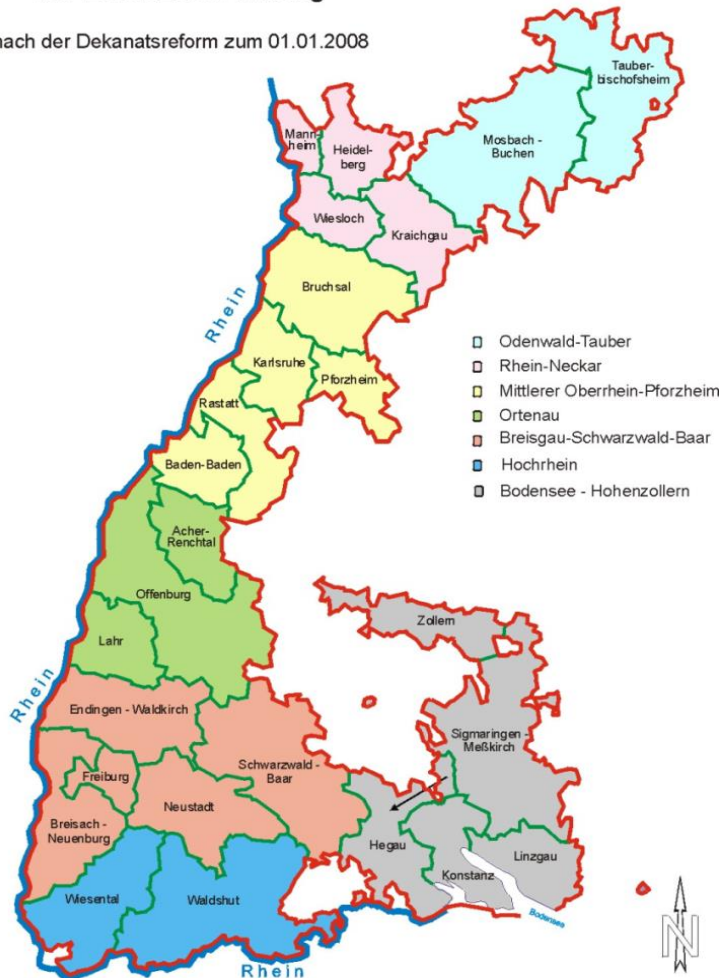 nach der Dekanatsreform zum 01.01.2008
Tauber-
bischofsheim
Mosbach -
Buchen
Mann-
heim
Heidel-
berg
Wiesloch
Kraichgau
Bruchsal
Rhein
Karlsruhe
Pforzheim
Rastatt
Baden-Baden
Odenwald-Tauber
Rhein-Neckar
Mittlerer Oberrhein-Pforzheim
Ortenau
Breisgau-Schwarzwald-Baar
Hochrhein
Bodensee - Hohenzollern
Acher-
Renchtal
Offenburg
Lahr
Zollern
Rhein
Endingen - Waldkirch
Sigmaringen -
Meßkirch
Schwarzwald -
Baar
Freiburg
Neustadt
Breisach-
Neuenburg
Hegau
Linzgau
Konstanz
Wiesental
Waldshut
Bodensee
N
Rhein